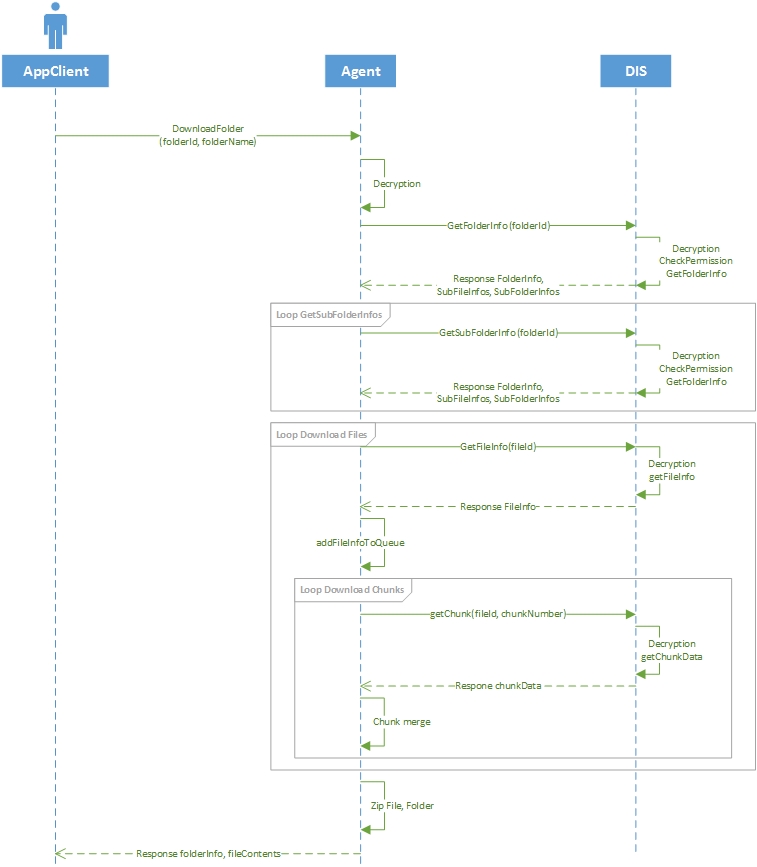 AppClient
Agent
DIS
DownloadFolder
(folderId, folderName)
Decryption
GetFolderInfo(folderId)
Decryption
CheckPermission
GetFolderInfo
Response FolderInfo,
SubFileInfos, SubFolderInfos
Loop GetSubFolderInfos
GetSubFolderInfo(folderId)
Decryption
CheckPermission
GetFolderInfo
Response FolderInfo,
SubFileInfos, SubFolderInfos
Loop Download Files
GetFileInfo(fileId)
Decryption
getFileInfo
Response FileInfo
addFileInfoToQueue
Loop Download Chunks
getChunk(fileId, chunkNumber)
Decryption
getChunkData
Respone chunkData
Chunk merge
Zip File, Folder
Response folderInfo, fileContents